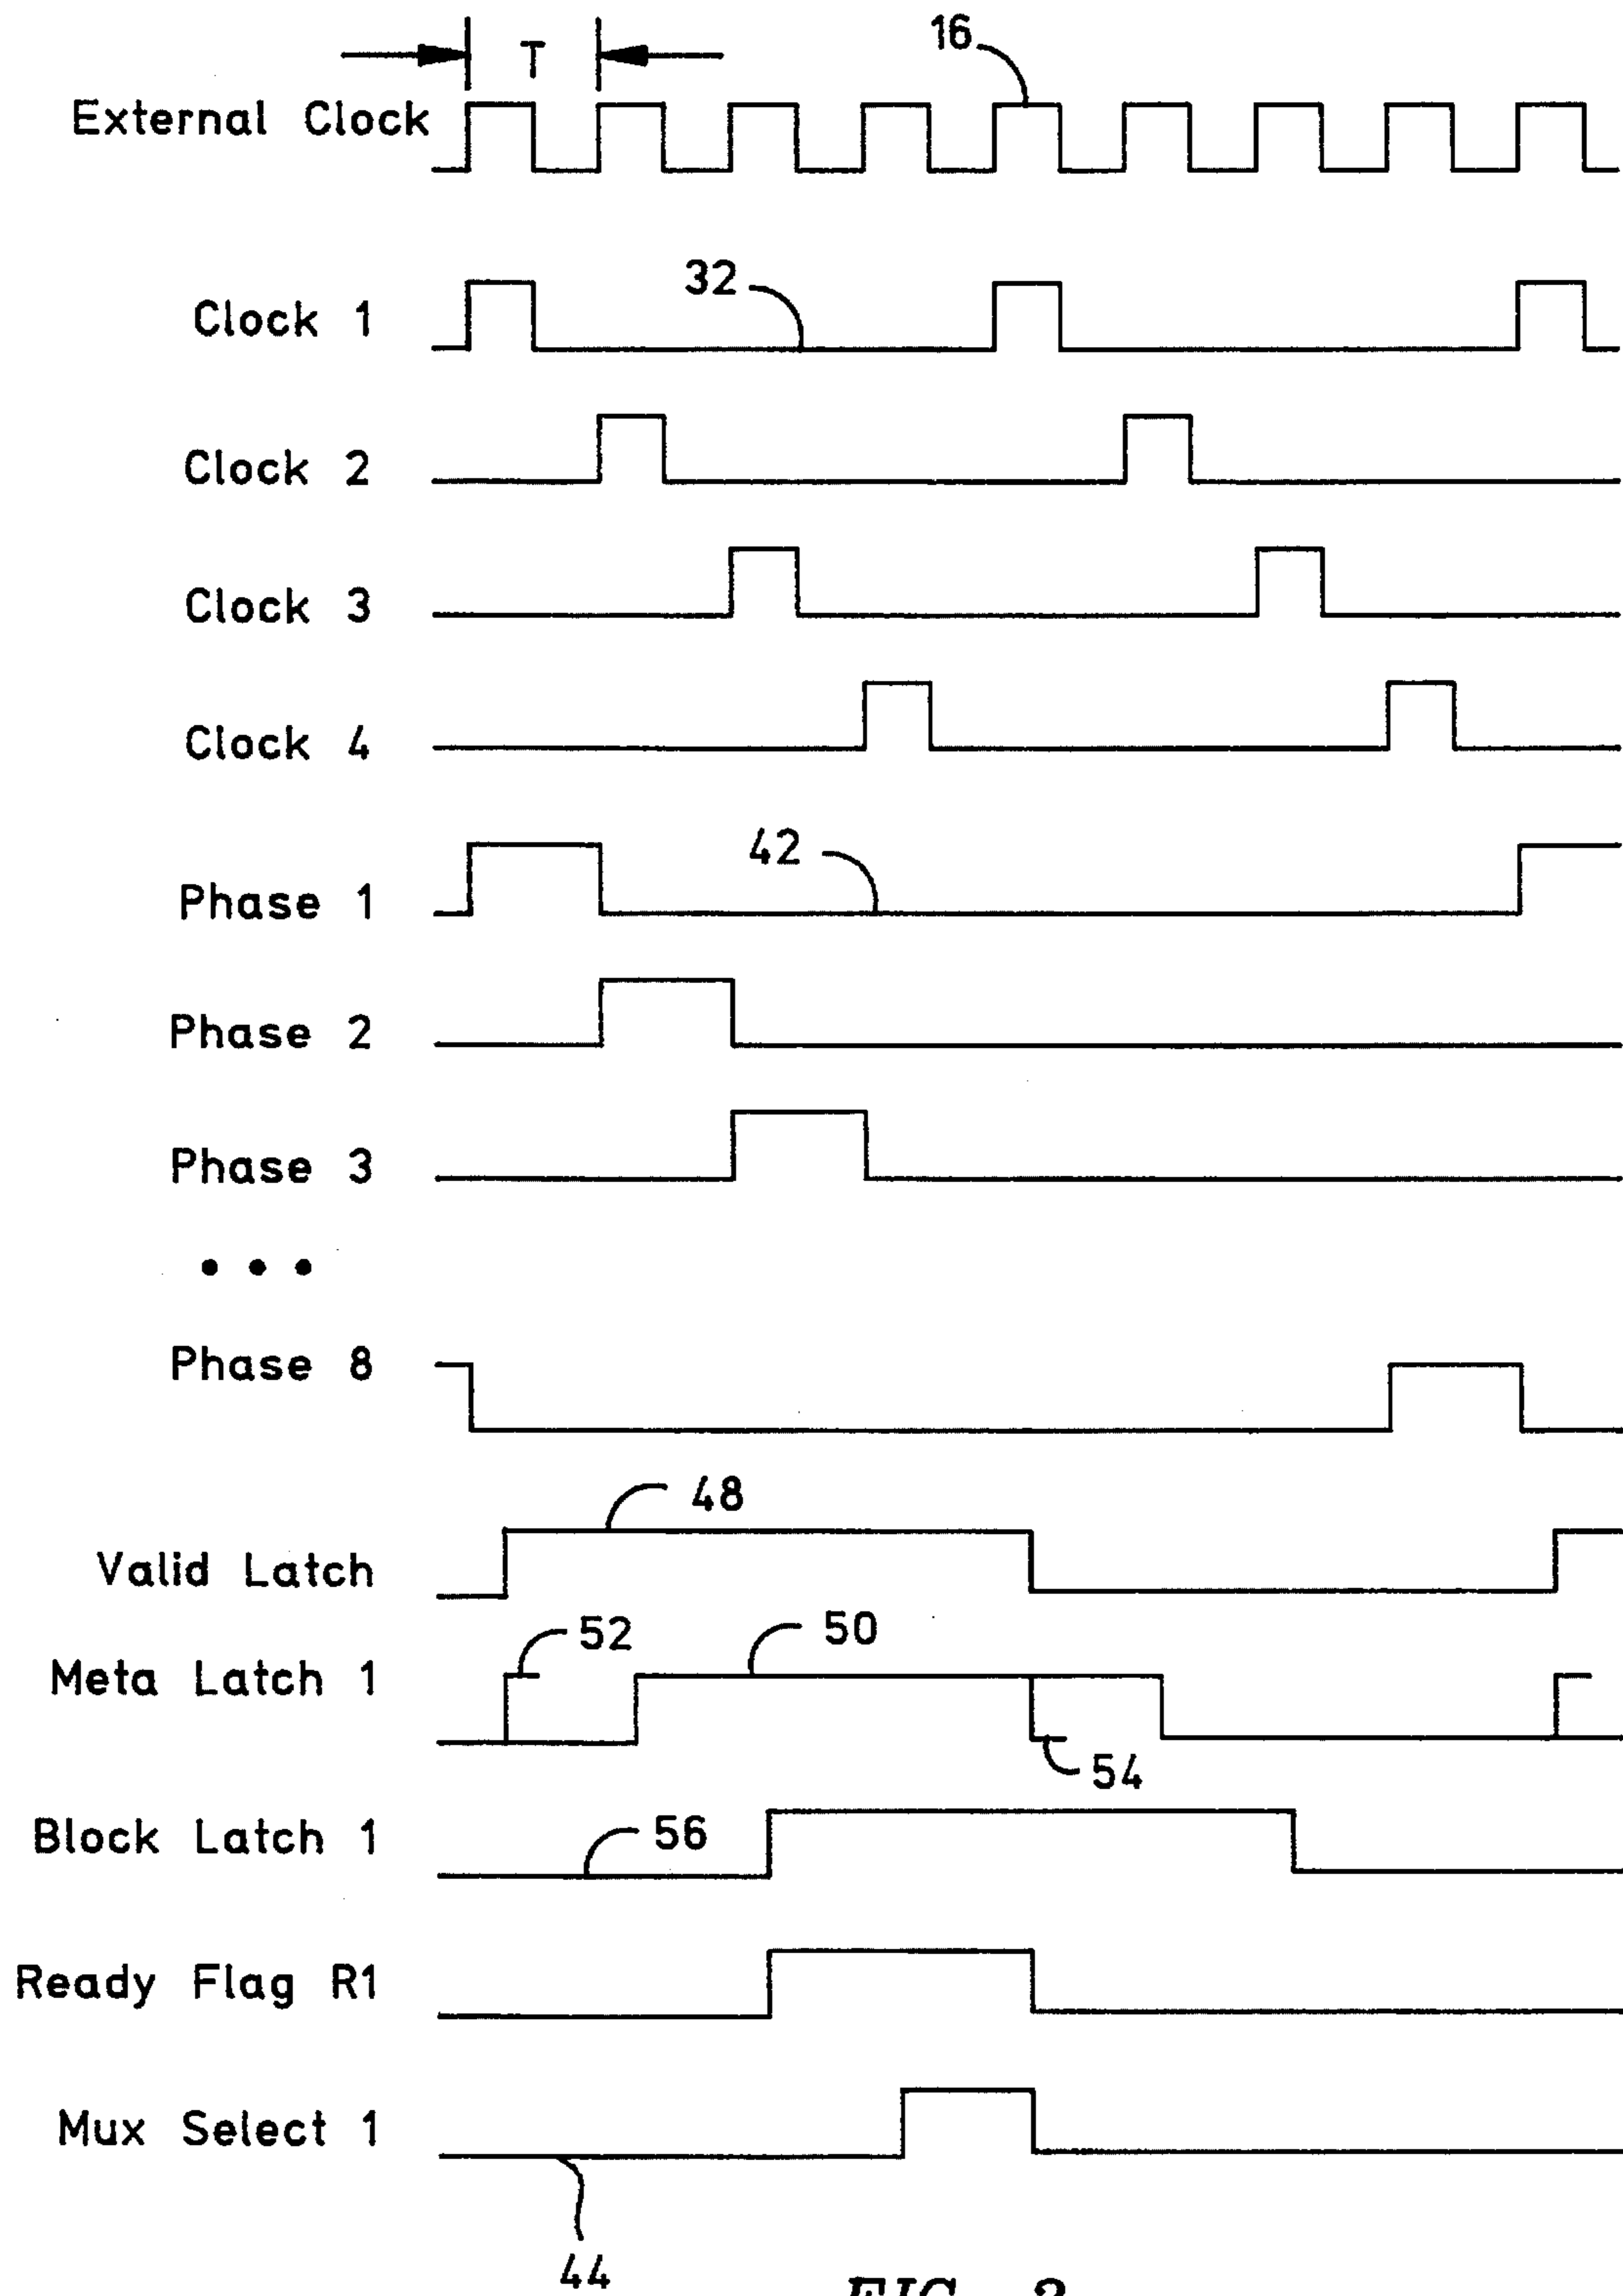 T
16
External Clock
32
Clock 1
Clock 2
Clock 3
Clock 4
42
Phase 1
Phase 2
Phase 3
• • •
Phase 8
48
Valid Latch
52
50
Meta Latch 1
54
56
Block Latch 1
Ready Flag R1
Mux Select 1
44